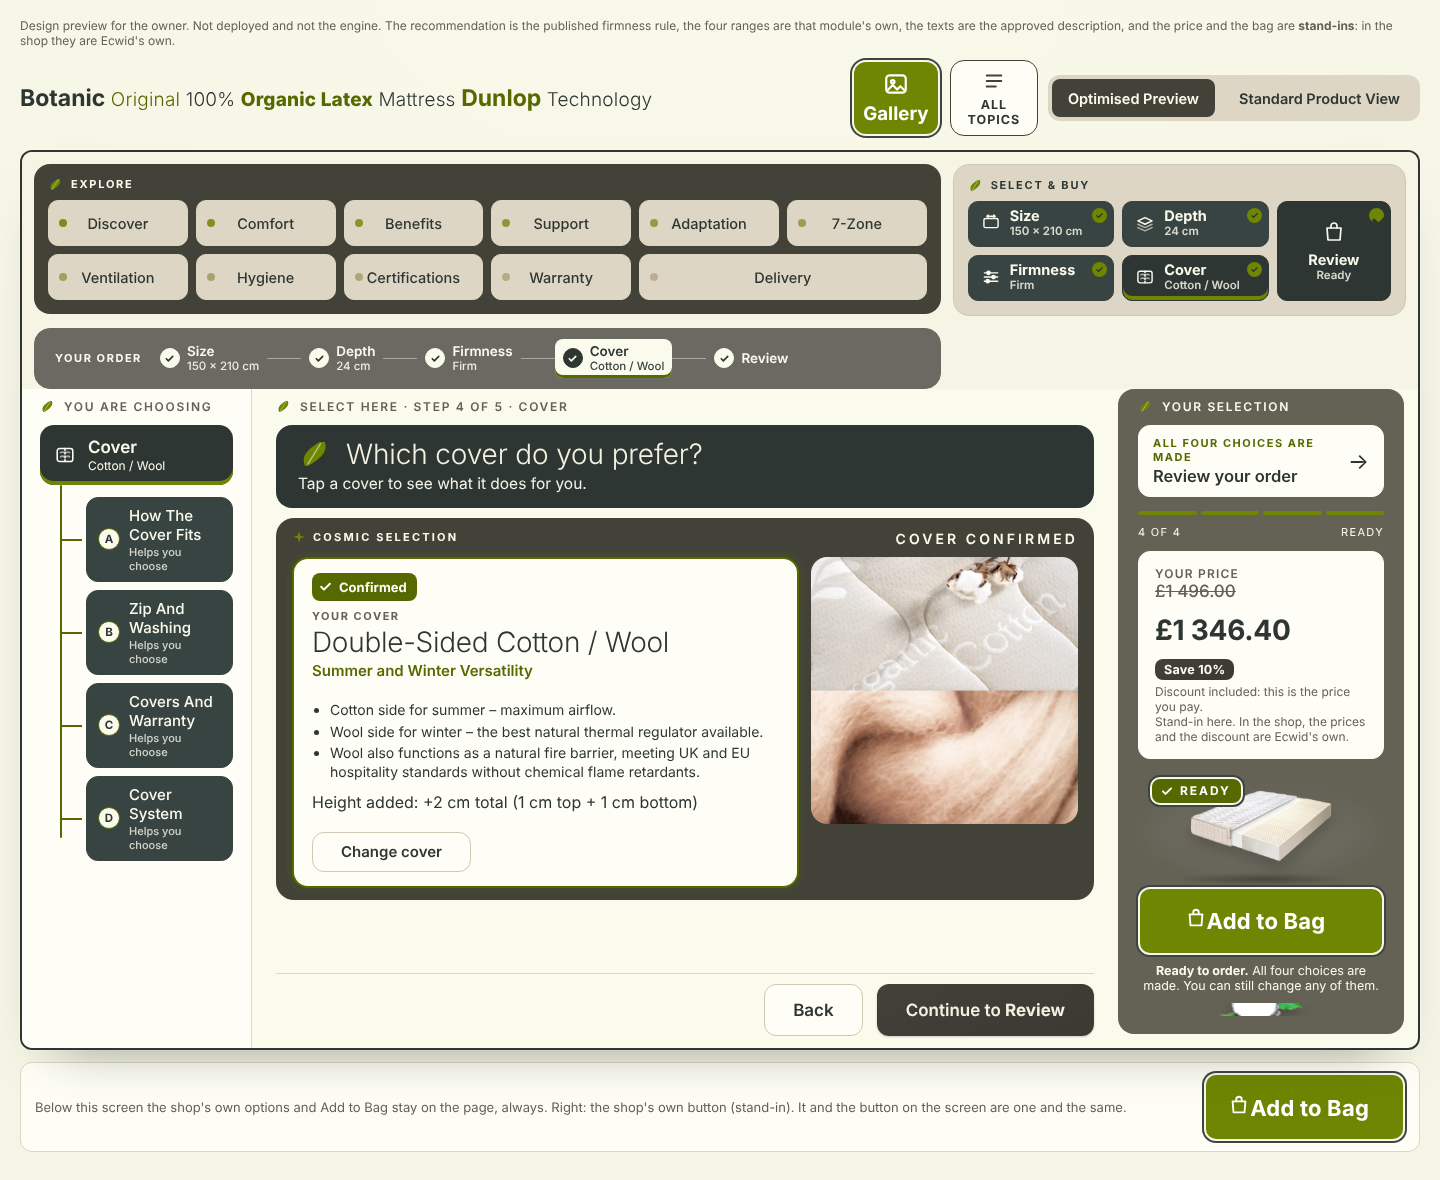 Design preview for the owner. Not deployed and not the engine. The recommendation is the published firmness rule, the four ranges are that module's own, the texts are the approved description, and the price and the bag are stand-ins: in the
shop they are Ecwid's own.
Botanic Original 100% Organic Latex Mattress Dunlop Technology
Gallery
ALL
TOPICS
Optimised Preview
Standard Product View
EXPLORE
Discover
Comfort
Benefits
Support
Adaptation
7-Zone
Ventilation
Hygiene
Certifications
Warranty
Delivery
SELECT & BUY
Size
150 × 210 cm
Depth
24 cm
Firmness
Firm
Cover
Cotton / Wool
Review
Ready
YOUR ORDER
Size
150 × 210 cm
Depth
24 cm
Firmness
Firm
Cover
Cotton / Wool
Review
YOU ARE CHOOSING
Cover
Cotton / Wool
A
How The
Cover Fits
Helps you
choose
B
Zip And
Washing
Helps you
choose
C
Covers And
Warranty
Helps you
choose
D
Cover
System
Helps you
choose
SELECT HERE · STEP 4 OF 5 · COVER
Which cover do you prefer?
Tap a cover to see what it does for you.
COSMIC SELECTION
COVER CONFIRMED
Confirmed
YOUR COVER
Double-Sided Cotton / Wool
Summer and Winter Versatility
• Cotton side for summer – maximum airflow.
• Wool side for winter – the best natural thermal regulator available.
• Wool also functions as a natural fire barrier, meeting UK and EU
hospitality standards without chemical flame retardants.
Height added: +2 cm total (1 cm top + 1 cm bottom)
Change cover
Cotton
Back
Continue to Review
YOUR SELECTION
ALL FOUR CHOICES ARE
MADE
Review your order
4 OF 4
READY
YOUR PRICE
£1 496.00
£1 346.40
Save 10%
Discount included: this is the price
you pay.
Stand-in here. In the shop, the prices
and the discount are Ecwid's own.
READY
Add to Bag
Ready to order. All four choices are
made. You can still change any of them.
Below this screen the shop's own options and Add to Bag stay on the page, always. Right: the shop's own button (stand-in). It and the button on the screen are one and the same.
Add to Bag